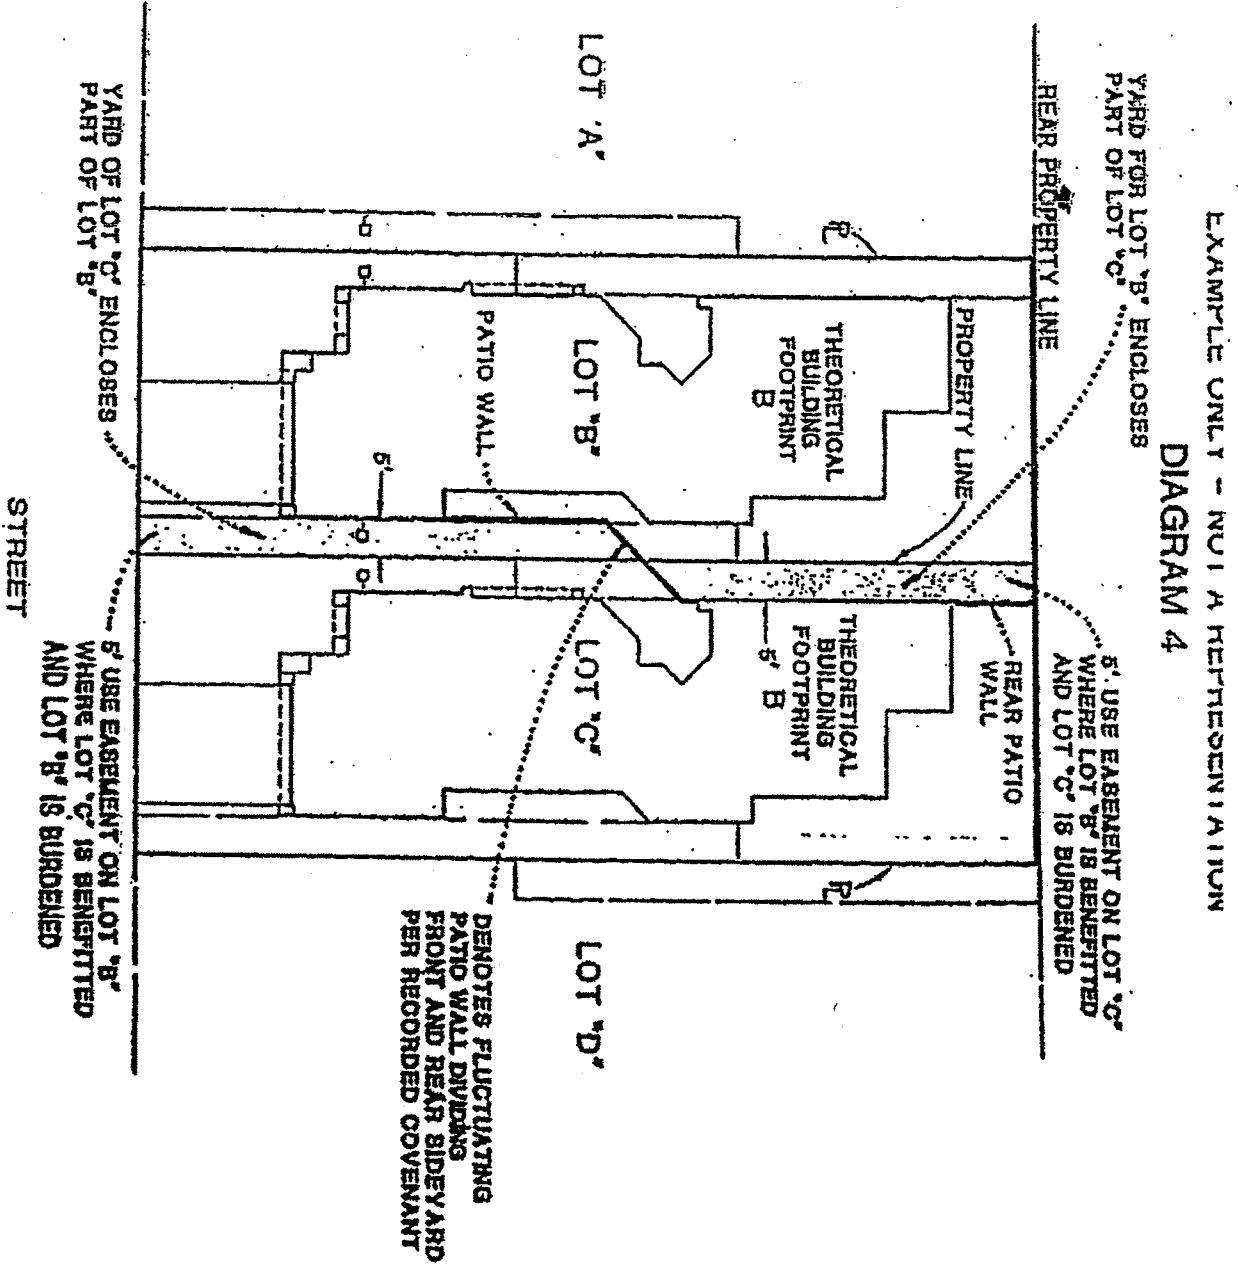 EXAMPLE ONLY - NOT A REPRESENTATION
DIAGRAM 4
YARD FOR LOT "B" ENCLOSES
PART OF LOT "C"
REAR PROPERTY LINE
5' USE EASEMENT ON LOT "C"
WHERE LOT "B" IS BENEFITTED
AND LOT "C" IS BURDENED
REAR PATIO
WALL
PROPERTY LINE
PL
THEORETICAL
BUILDING
FOOTPRINT
B
THEORETICAL
BUILDING
FOOTPRINT
B
5'
PL
LOT "A"
LOT "B"
LOT "C"
LOT "D"
PATIO WALL
5'
DENOTES FLUCTUATING
PATIO WALL DIVIDING
FRONT AND REAR SIDEYARD
PER RECORDED COVENANT
YARD OF LOT "C" ENCLOSES
PART OF LOT "B"
5' USE EASEMENT ON LOT "B"
WHERE LOT "C" IS BENEFITTED
AND LOT "B" IS BURDENED
STREET